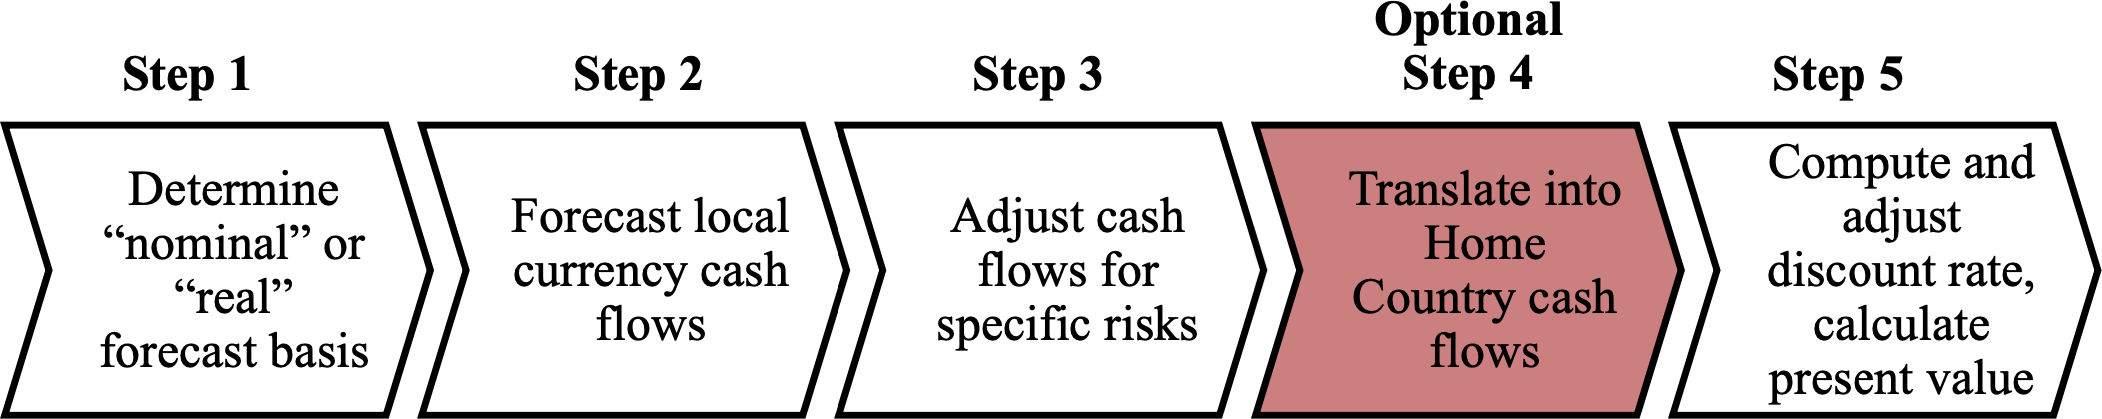 Step 1
Determine
“nominal” or
“real”
forecast basis
Step 2
Forecast local
currency cash
flows
Step 3
Adjust cash
flows for
specific risks
Optional
Step 4
Translate into
Home
Country cash
flows
Step 5
Compute and
adjust
discount rate,
calculate
present value